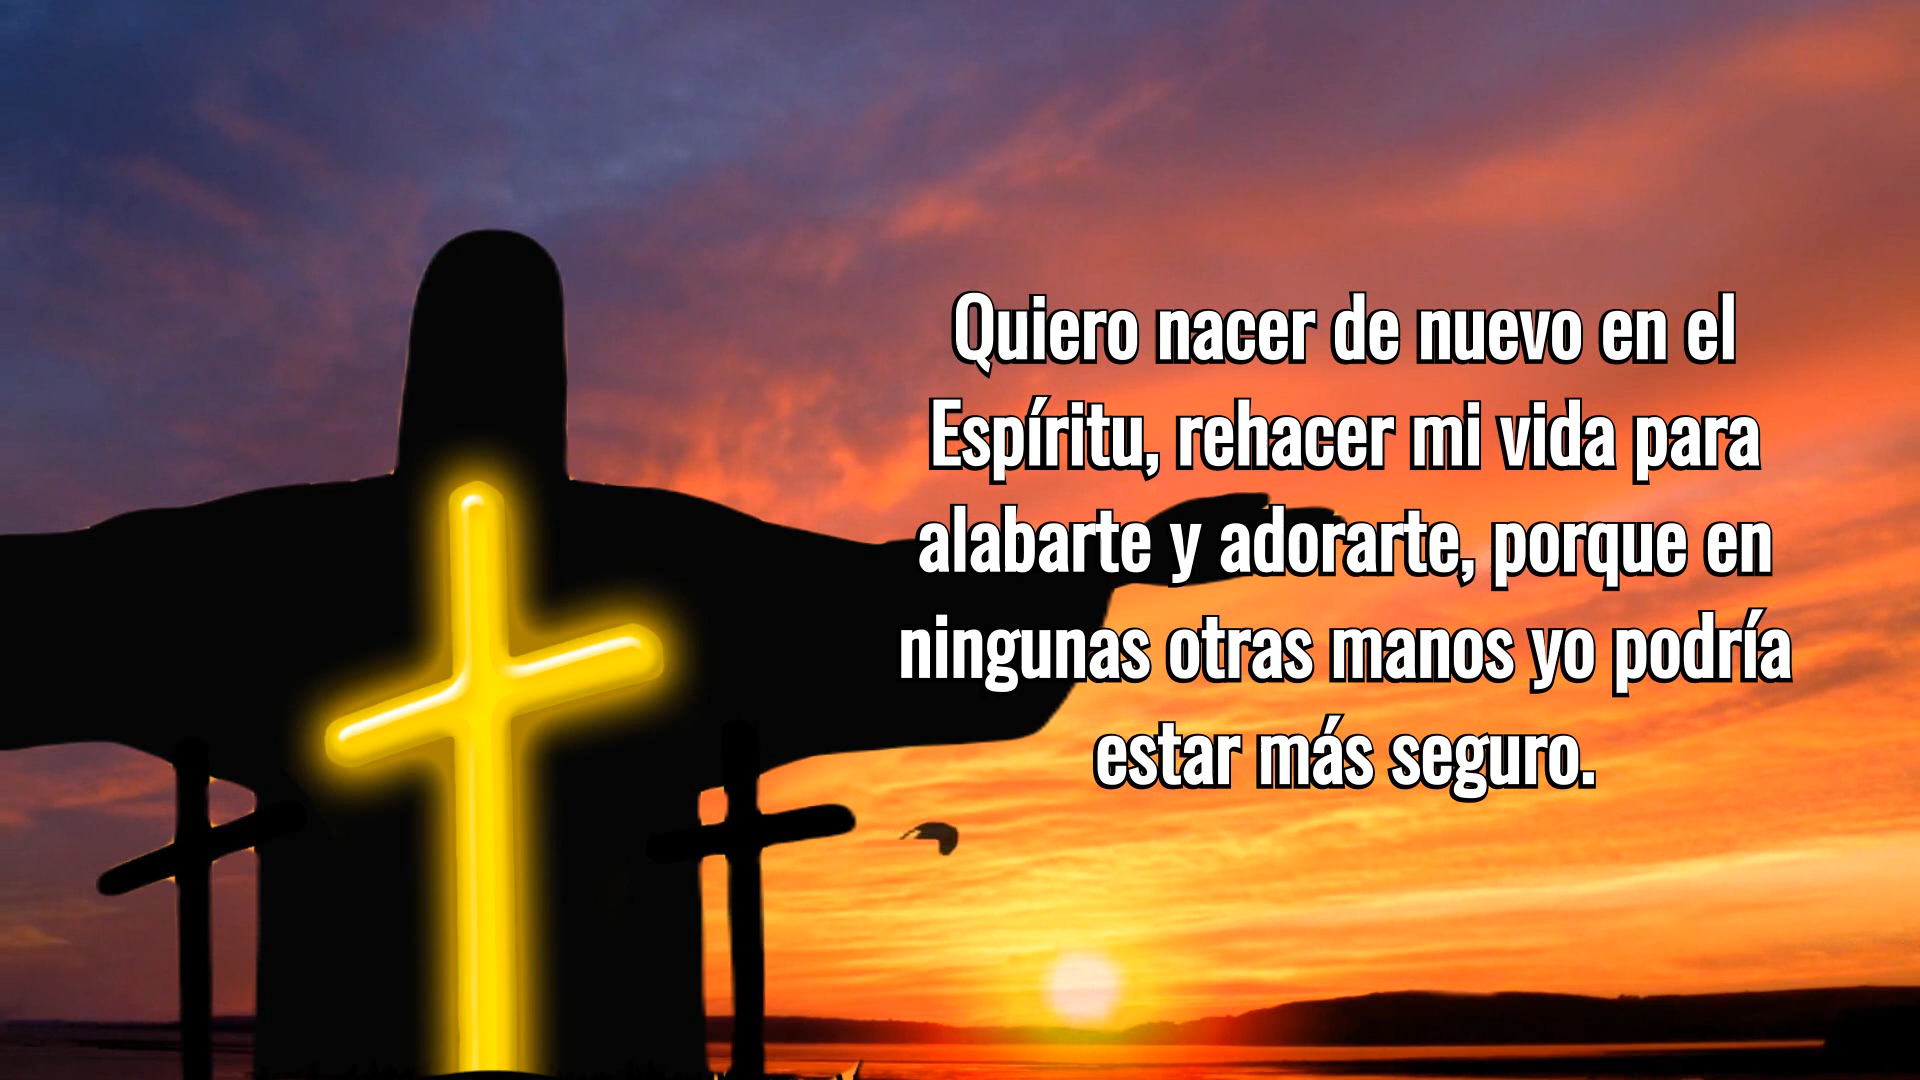 Quiero nacer de nuevo en el
Espíritu, rehacer mi vida para
alabarte y adorarte, porque en
ningunas otras manos yo podría
estar más seguro.